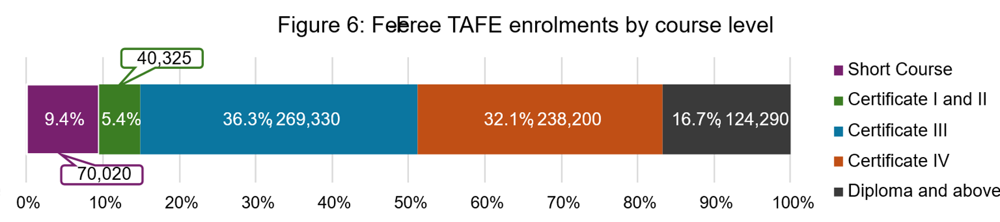 Figure 6: Fee-Free TAFE enrolments by course level
40,325
9.4% 5.4% 36.3%, 269,330 32.1%, 238,200 16.7%, 124,290
70,020
0% 10% 20% 30% 40% 50% 60% 70% 80% 90% 100%
Short Course
Certificate I and II
Certificate III
Certificate IV
Diploma and above